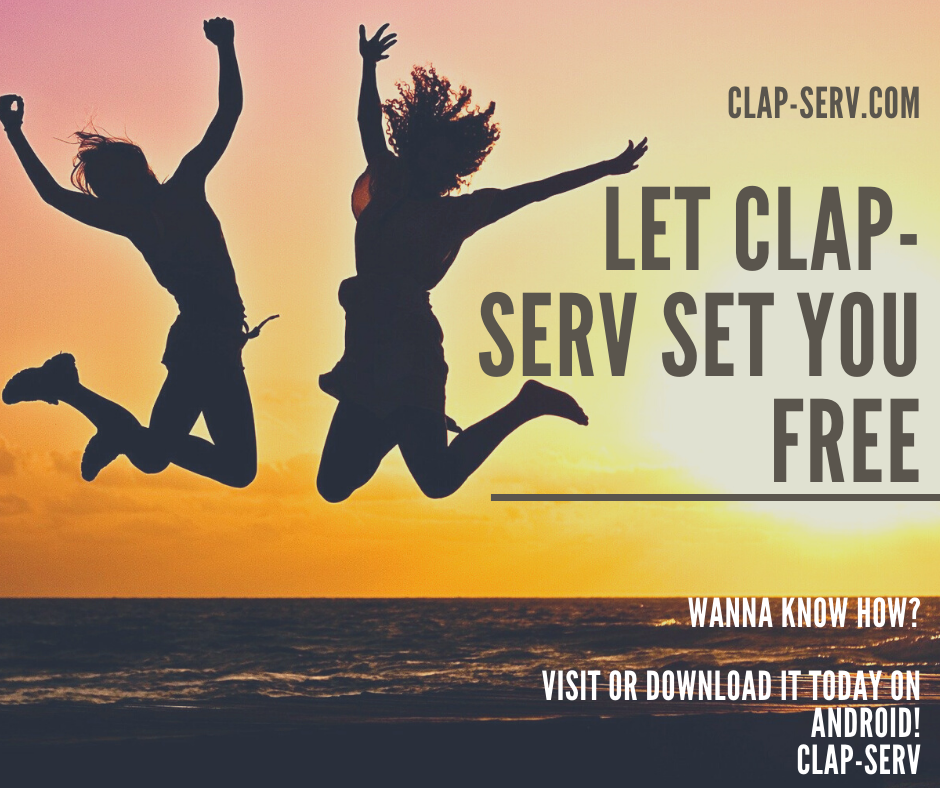 CLAP-SERV.COM
LET CLAP-
SERV SET YOU
FREE
WANNA KNOW HOW?
VISIT OR DOWNLOAD IT TODAY ON
ANDROID!
CLAP-SERV